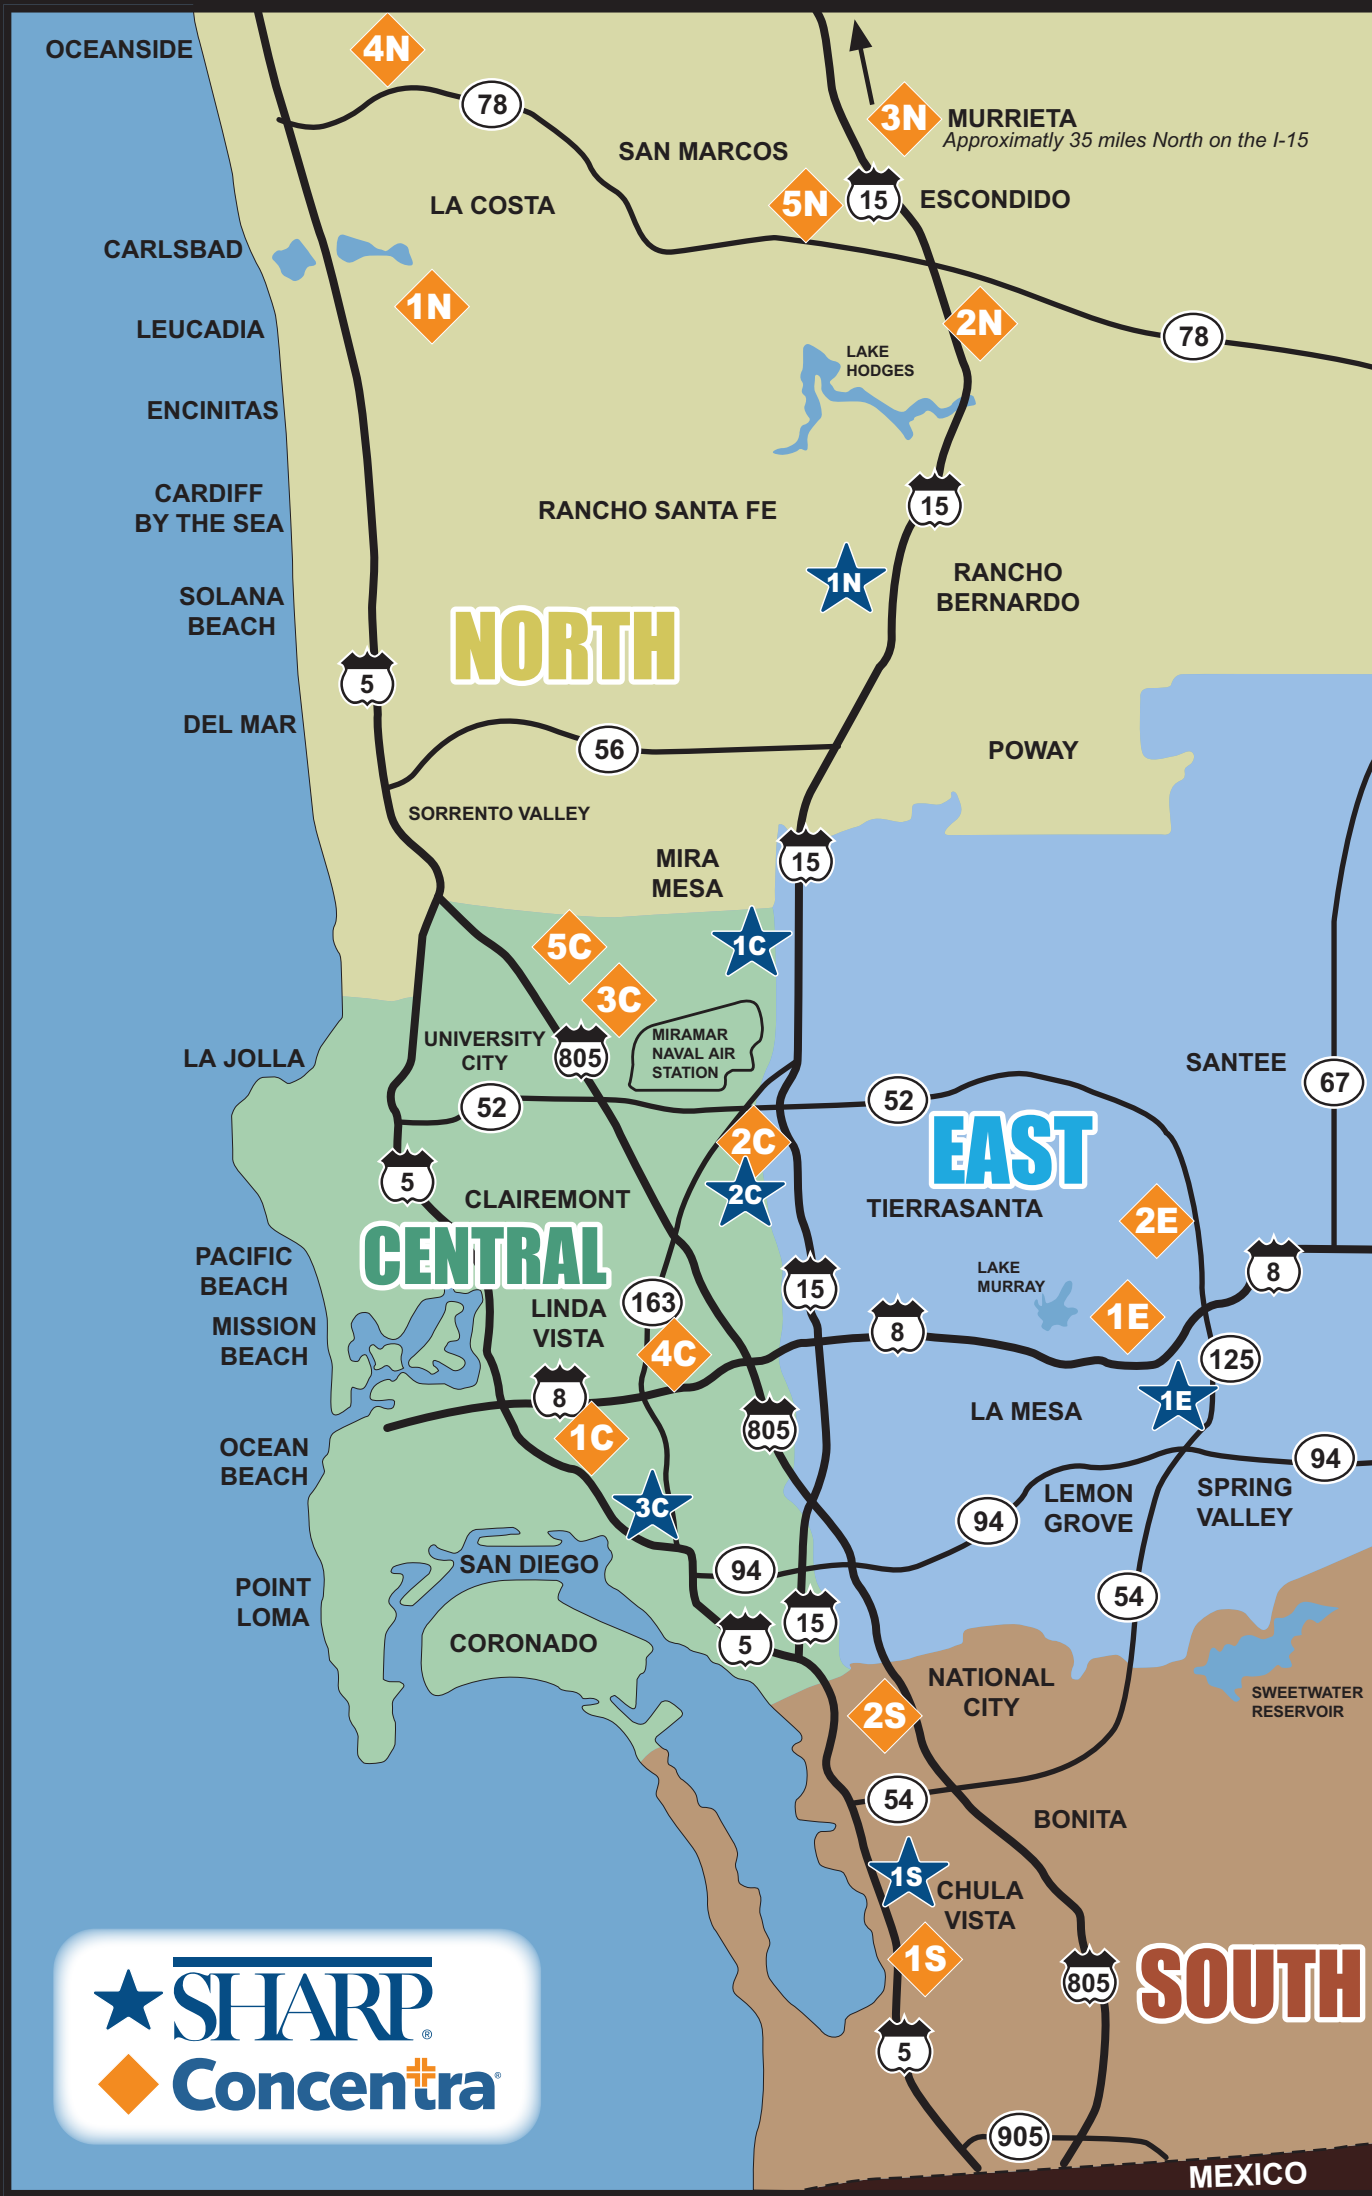 OCEANSIDE
4N
78
3N
MURRIETA
Approximatly 35 miles North on the I-15
SAN MARCOS
5N
15
ESCONDIDO
LA COSTA
CARLSBAD
1N
2N
LEUCADIA
78
LAKE
HODGES
ENCINITAS
CARDIFF
BY THE SEA
RANCHO SANTA FE
15
1N
RANCHO
BERNARDO
SOLANA
BEACH
NORTH
5
DEL MAR
56
POWAY
SORRENTO VALLEY
MIRA
MESA
15
5C
1C
3C
UNIVERSITY
CITY
805
MIRAMAR
NAVAL AIR
STATION
LA JOLLA
SANTEE
67
52
52
2C
EAST
5
2C
CLAIREMONT
TIERRASANTA
2E
CENTRAL
PACIFIC
BEACH
15
LAKE
MURRAY
8
163
LINDA
VISTA
1E
MISSION
BEACH
8
4C
125
8
1E
LA MESA
805
1C
OCEAN
BEACH
94
3C
LEMON
GROVE
SPRING
VALLEY
94
SAN DIEGO
94
POINT
LOMA
54
15
CORONADO
5
NATIONAL
CITY
SWEETWATER
RESERVOIR
2S
54
BONITA
1S
CHULA
VISTA
1S
805
SOUTH
5
SHARP®
Concentra®
905
MEXICO